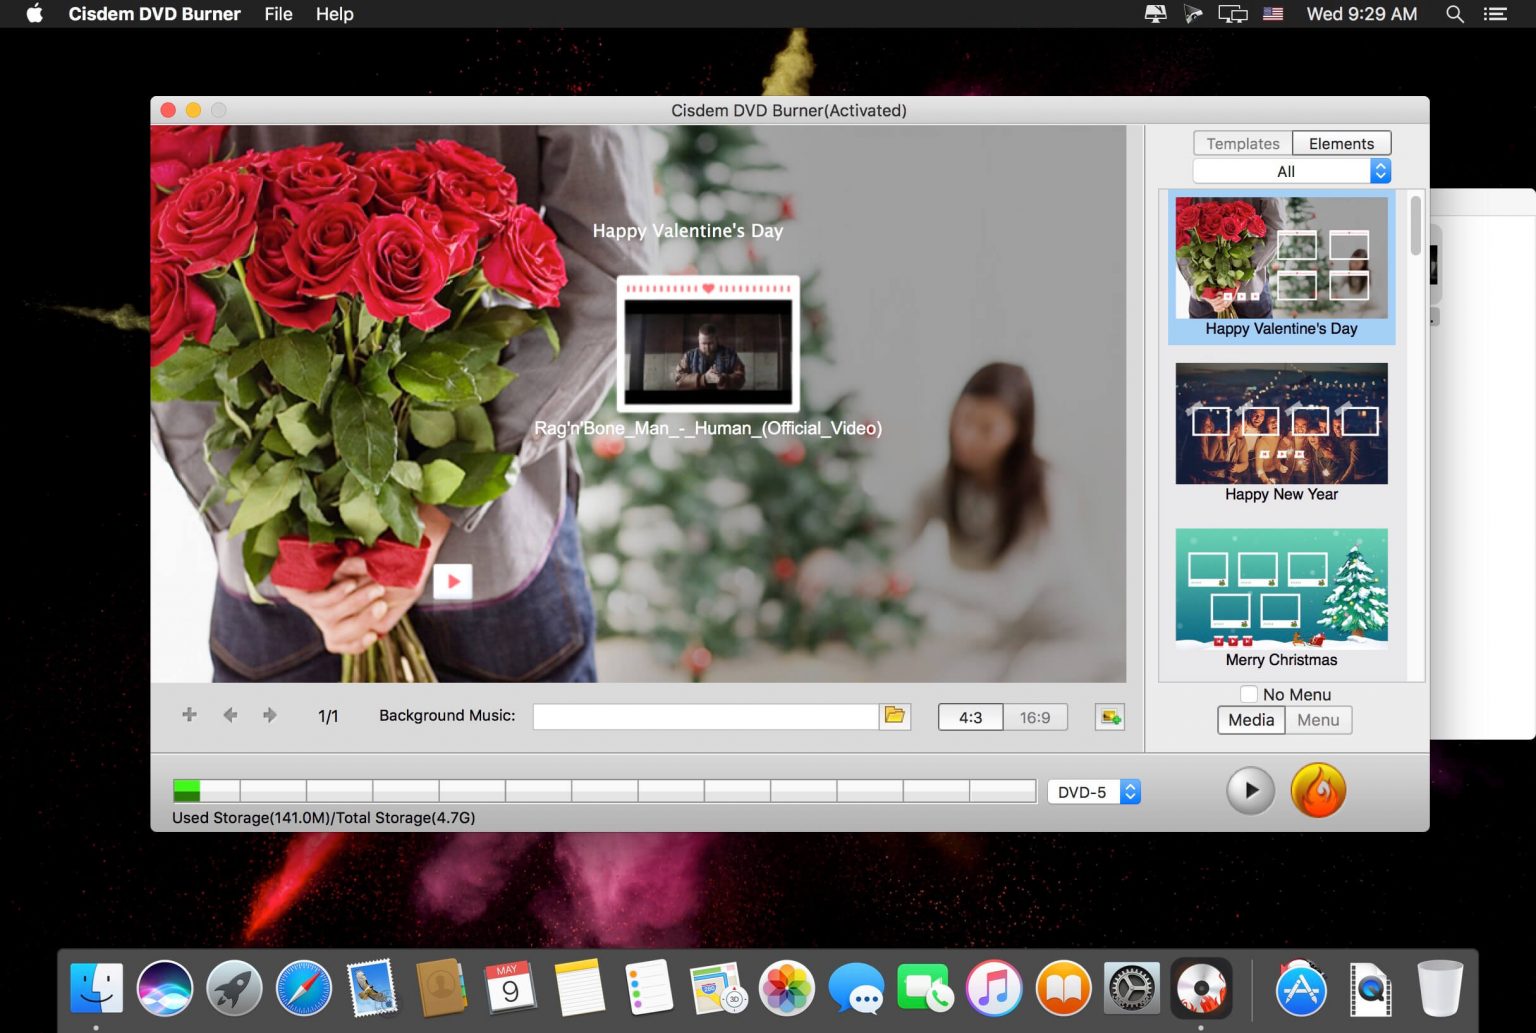 Cisdem DVD Burner File Help
Wed 9:29 AM
Cisdem DVD Burner(Activated)
Templates Elements
All
Happy Valentine's Day
Rag'n'Bone_Man_-_Human_(Official_Video)
Happy Valentine's Day
Happy New Year
Merry Christmas
No Menu
Media Menu
1/1 Background Music: 4:3 16:9
DVD-5
Used Storage(141.0M)/Total Storage(4.7G)
MAY
9
280
3D